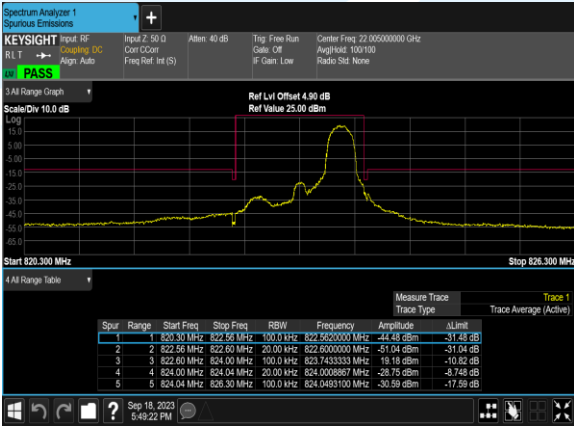 Spectrum Analyzer 1
Spurious Emissions
+
KEYSIGHT Input: RF Input Z: 50 Ω Atten: 40 dB Trig: Free Run Center Freq: 22.005000000 GHz
RLT Coupling: DC Corr CCorr Gate: Off Avg|Hold: 100/100
Align: Auto Freq Ref: Int (S) IF Gain: Low Radio Std: None
LNI PASS
3 All Range Graph
Ref Lvl Offset 4.90 dB
Scale/Div 10.0 dB Ref Value 25.00 dBm
Log
15.0
5.00
-5.00
-15.0
-25.0
-35.0
-45.0
-55.0
-65.0
Start 820.300 MHz Stop 826.300 MHz
4 All Range Table
Measure Trace Trace 1
Trace Type Trace Average (Active)
Spur Range Start Freq Stop Freq RBW Frequency Amplitude ΔLimit
1 1 820.30 MHz 822.56 MHz 100.0 kHz 822.5620000 MHz -44.48 dBm -31.48 dB
2 2 822.56 MHz 822.60 MHz 20.00 kHz 822.6000000 MHz -51.04 dBm -31.04 dB
3 3 822.60 MHz 824.00 MHz 100.0 kHz 823.7433333 MHz 19.18 dBm -10.82 dB
4 4 824.00 MHz 824.04 MHz 20.00 kHz 824.0008867 MHz -28.75 dBm -8.748 dB
5 5 824.04 MHz 826.30 MHz 100.0 kHz 824.0493100 MHz -30.59 dBm -17.59 dB
? Sep 18, 2023
5:49:22 PM